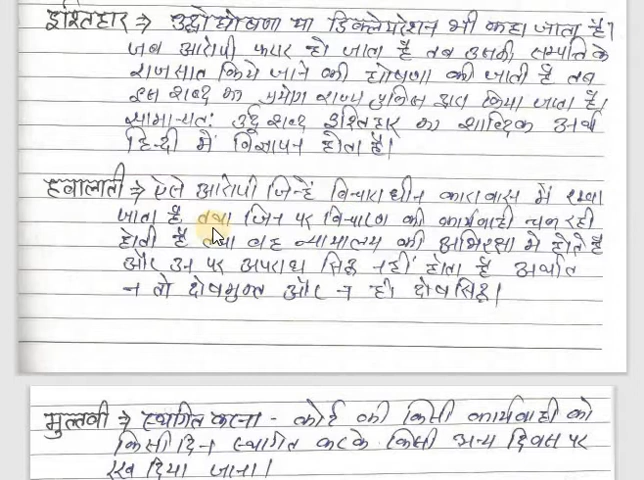 इश्तिहार ⇒ उद्घोषणा या डिक्लेयरेशन भी कहा जाता है।
जब आरोपी फरार हो जाता है तब उसकी सम्पति के
राजसात किये जाने की घोषणा की जाती है तब
इस शब्द का प्रयोग राज्य पुलिस द्वारा किया जाता है।
सामान्यत: उर्दू शब्द इश्तिहार का शाब्दिक अर्थ
हिन्दी में विज्ञापन होता है।
हवालाती ⇒ ऐसे आरोपी जिन्हें विचाराधीन कारावास में रखा
जाता है तथा जिन पर विचारण की कार्यवाही चल रही
होती है तथा वह न्यायालय की अभिरक्षा मे होते है
और उन पर अपराध सिद्ध नहीं होता है अर्थात
न तो दोषमुक्त और न ही दोषसिद्ध।
मुल्तवी ⇒ स्थगित करना - कोर्ट की किसी कार्यवाही को
किसी दिन स्थगित करके किसी अन्य दिवस पर
रख दिया जाना।